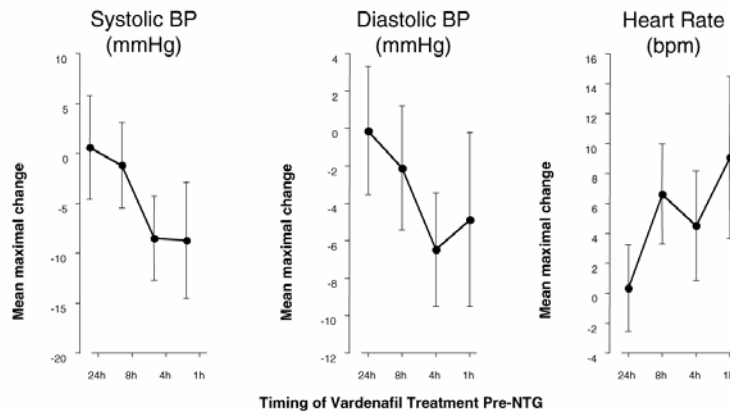 Systolic BP
(mmHg)
Diastolic BP
(mmHg)
Heart Rate
(bpm)
Mean maximal change
10
5
0
-5
-10
-15
-20
24h 8h 4h 1h
Mean maximal change
4
2
0
-2
-4
-6
-8
-10
-12
24h 8h 4h 1h
Mean maximal change
16
14
12
10
8
6
4
2
0
-2
-4
24h 8h 4h 1h
Timing of Vardenafil Treatment Pre-NTG